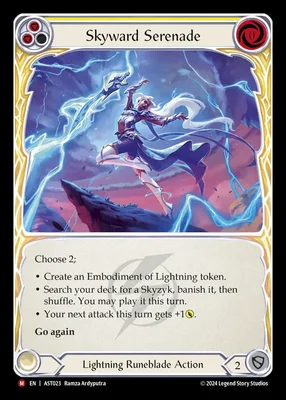 Skyward Serenade
Choose 2;
• Create an Embodiment of Lightning token.
• Search your deck for a Skyzyk, banish it, then
shuffle. You may play it this turn.
• Your next attack this turn gets +1.
Go again
Lightning Runeblade Action
2
M EN | AST023 Ramza Ardyputra
©2024 Legend Story Studios